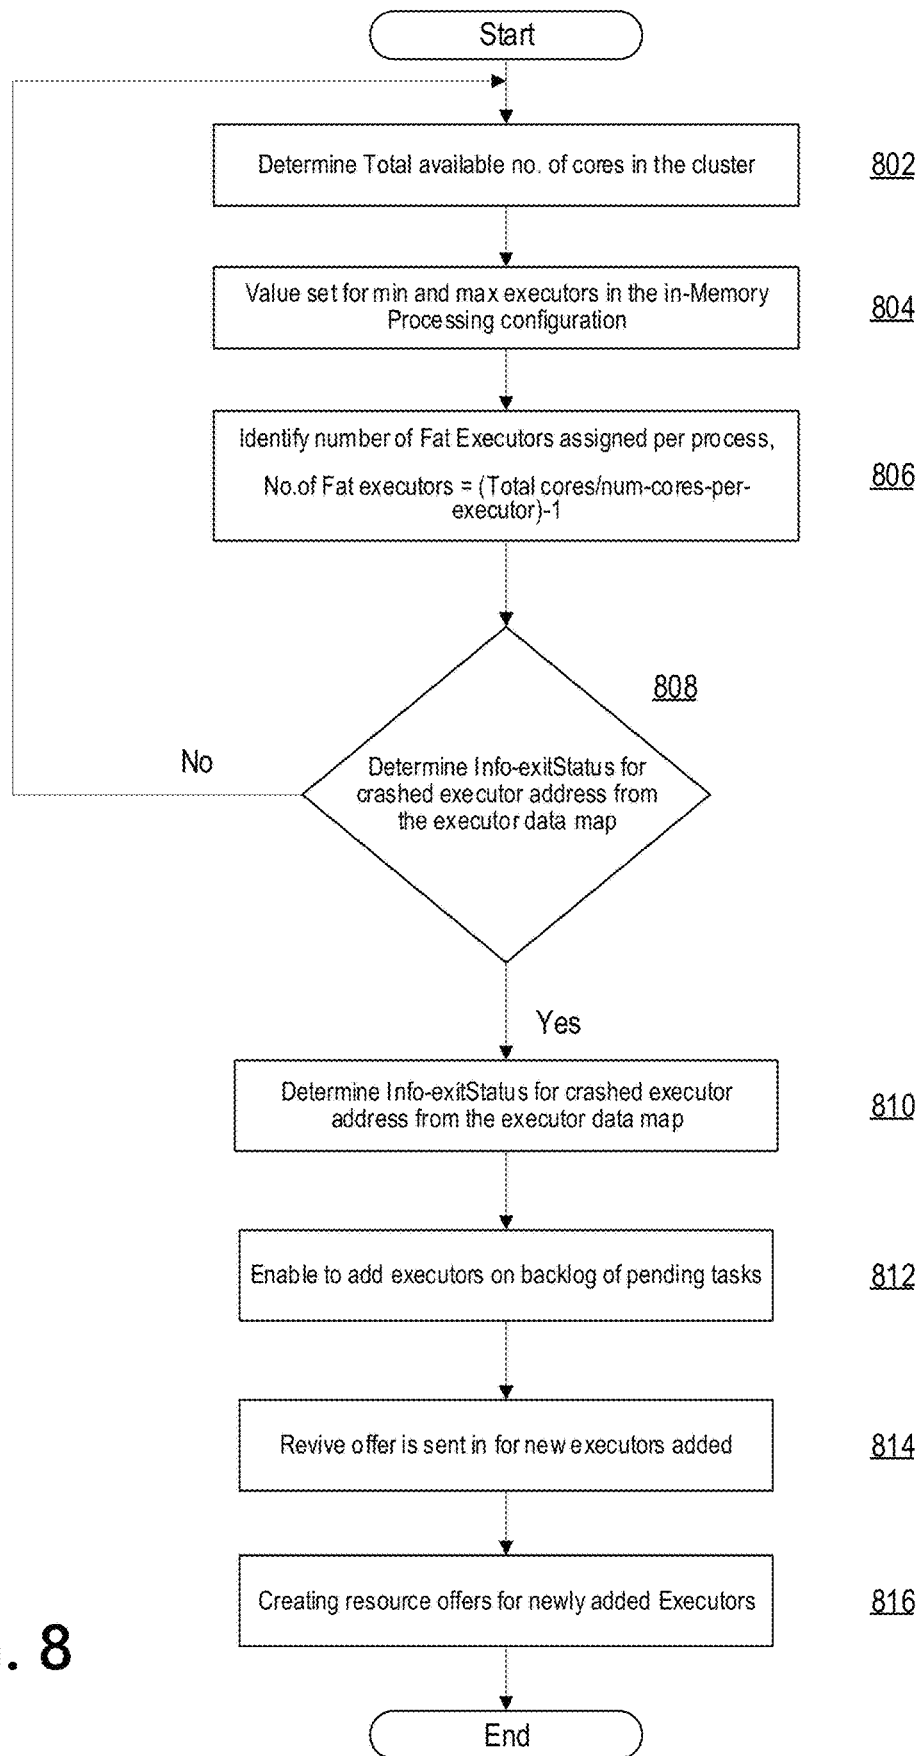 Start
Determine Total available no. of cores in the cluster
802
Value set for min and max executors in the in-Memory
Processing configuration
804
Identify number of Fat Executors assigned per process,
No.of Fat executors = (Total cores/num-cores-per-
executor)-1
806
808
No
Determine Info-exitStatus for
crashed executor address from
the executor data map
Yes
Determine Info-exitStatus for crashed executor
address from the executor data map
810
Enable to add executors on backlog of pending tasks
812
Revive offer is sent in for new executors added
814
Creating resource offers for newly added Executors
816
. 8
End